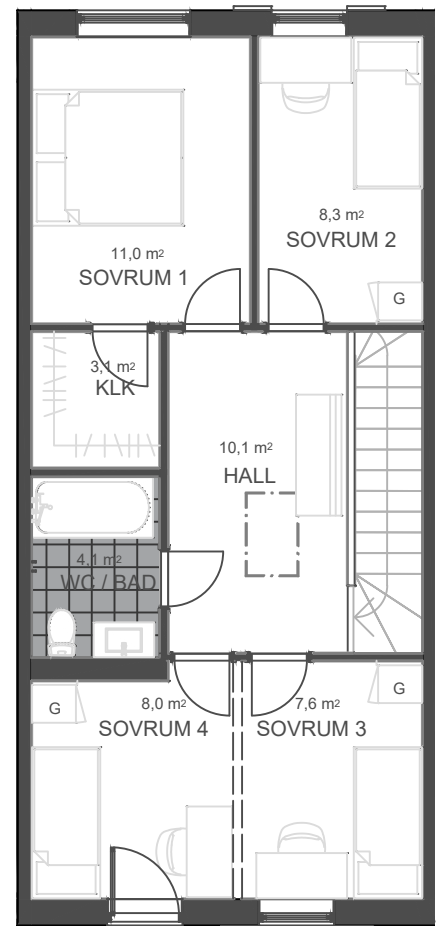 11,0 m²
SOVRUM 1
8,3 m²
SOVRUM 2
G
3,1 m²
KLK
10,1 m²
HALL
4,1 m²
WC / BAD
G
8,0 m²
SOVRUM 4
7,6 m²
SOVRUM 3
G